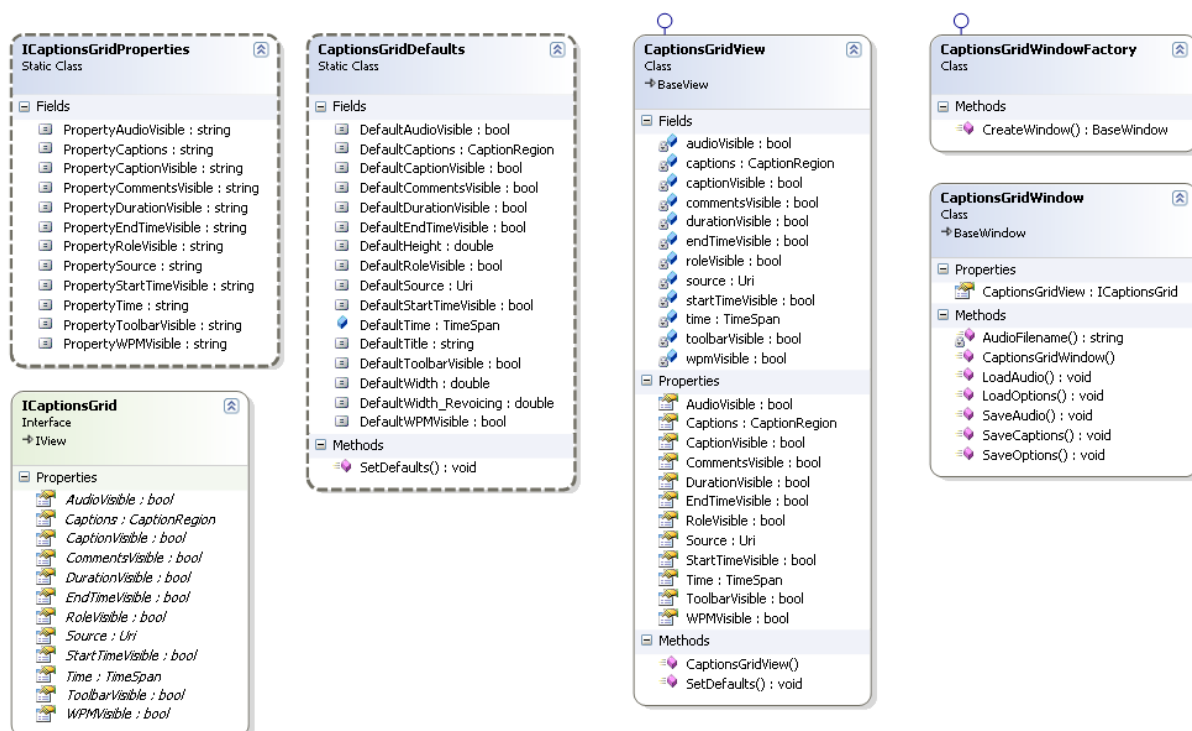 ICaptionsGridProperties
Static Class
Fields
PropertyAudioVisible : string
PropertyCaptions : string
PropertyCaptionVisible : string
PropertyCommentsVisible : string
PropertyDurationVisible : string
PropertyEndTimeVisible : string
PropertyRoleVisible : string
PropertySource : string
PropertyStartTimeVisible : string
PropertyTime : string
PropertyToolbarVisible : string
PropertyWPMVisible : string
ICaptionsGrid
Interface
IView
Properties
AudioVisible : bool
Captions : CaptionRegion
CaptionVisible : bool
CommentsVisible : bool
DurationVisible : bool
EndTimeVisible : bool
RoleVisible : bool
Source : Uri
StartTimeVisible : bool
Time : TimeSpan
ToolbarVisible : bool
WPMVisible : bool
CaptionsGridDefaults
Static Class
Fields
DefaultAudioVisible : bool
DefaultCaptions : CaptionRegion
DefaultCaptionVisible : bool
DefaultCommentsVisible : bool
DefaultDurationVisible : bool
DefaultEndTimeVisible : bool
DefaultHeight : double
DefaultRoleVisible : bool
DefaultSource : Uri
DefaultStartTimeVisible : bool
DefaultTime : TimeSpan
DefaultTitle : string
DefaultToolbarVisible : bool
DefaultWidth : double
DefaultWidth_Revoicing : double
DefaultWPMVisible : bool
Methods
SetDefaults() : void
CaptionsGridView
Class
BaseView
Fields
audioVisible : bool
captions : CaptionRegion
captionVisible : bool
commentsVisible : bool
durationVisible : bool
endTimeVisible : bool
roleVisible : bool
source : Uri
startTimeVisible : bool
time : TimeSpan
toolbarVisible : bool
wpmVisible : bool
Properties
AudioVisible : bool
Captions : CaptionRegion
CaptionVisible : bool
CommentsVisible : bool
DurationVisible : bool
EndTimeVisible : bool
RoleVisible : bool
Source : Uri
StartTimeVisible : bool
Time : TimeSpan
ToolbarVisible : bool
WPMVisible : bool
Methods
CaptionsGridView()
SetDefaults() : void
CaptionsGridWindowFactory
Class
Methods
CreateWindow() : BaseWindow
CaptionsGridWindow
Class
BaseWindow
Properties
CaptionsGridView : ICaptionsGrid
Methods
AudioFilename() : string
CaptionsGridWindow()
LoadAudio() : void
LoadOptions() : void
SaveAudio() : void
SaveCaptions() : void
SaveOptions() : void